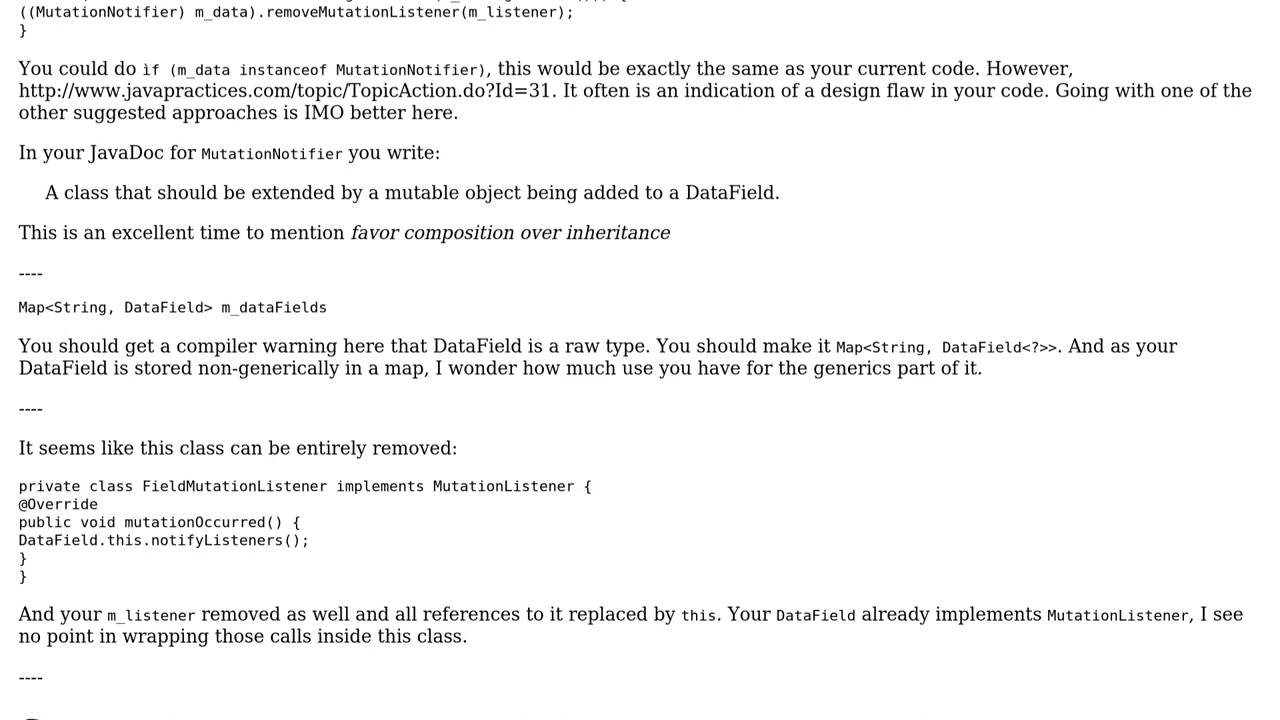 ((MutationNotifier) m_data).removeMutationListener(m_listener);
}
You could do ìf (m_data instanceof MutationNotifier), this would be exactly the same as your current code. However,
http://www.javapractices.com/topic/TopicAction.do?Id=31. It often is an indication of a design flaw in your code. Going with one of the
other suggested approaches is IMO better here.
In your JavaDoc for MutationNotifier you write:
A class that should be extended by a mutable object being added to a DataField.
This is an excellent time to mention favor composition over inheritance
----
Map<String, DataField> m_dataFields
You should get a compiler warning here that DataField is a raw type. You should make it Map<String, DataField<?>>. And as your
DataField is stored non-generically in a map, I wonder how much use you have for the generics part of it.
----
It seems like this class can be entirely removed:
private class FieldMutationListener implements MutationListener {
@Override
public void mutationOccurred() {
DataField.this.notifyListeners();
}
}
And your m_listener removed as well and all references to it replaced by this. Your DataField already implements MutationListener, I see
no point in wrapping those calls inside this class.
----